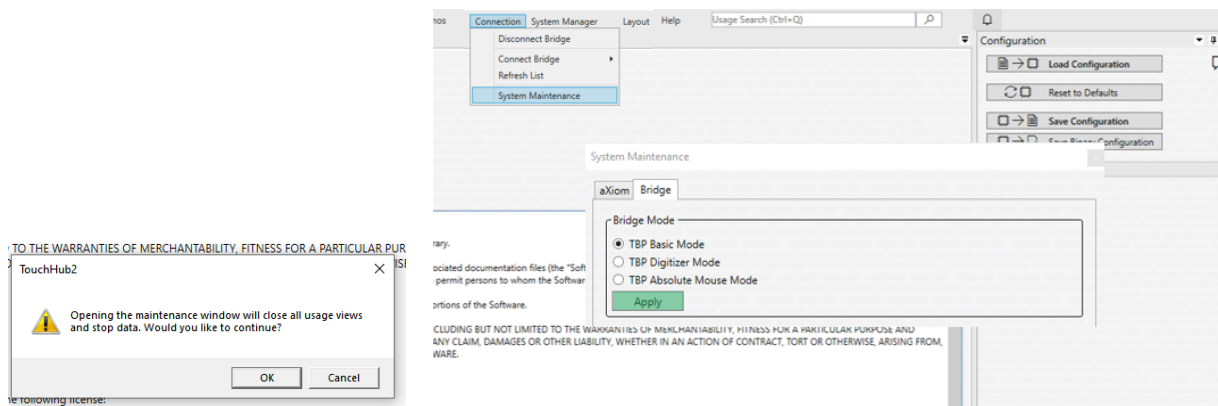 TO THE WARRANTIES OF MERCHANTABILITY, FITNESS FOR A PARTICULAR PUR
TouchHub2
Opening the maintenance window will close all usage views
and stop data. Would you like to continue?
OK
Cancel
the following license:
Connection
System Manager
Layout
Help
Usage Search (Ctrl+Q)
Disconnect Bridge
Connect Bridge
Refresh List
System Maintenance
Configuration
Load Configuration
Reset to Defaults
Save Configuration
Save Binary Configuration
System Maintenance
aXiom
Bridge
Bridge Mode
TBP Basic Mode
TBP Digitizer Mode
TBP Absolute Mouse Mode
Apply
rary.
ociated documentation files (the "Soft
permit persons to whom the Softwar
ortions of the Software.
CLUDING BUT NOT LIMITED TO THE WARRANTIES OF MERCHANTABILITY, FITNESS FOR A PARTICULAR PURPOSE AND
ANY CLAIM, DAMAGES OR OTHER LIABILITY, WHETHER IN AN ACTION OF CONTRACT, TORT OR OTHERWISE, ARISING FROM,
WARE.